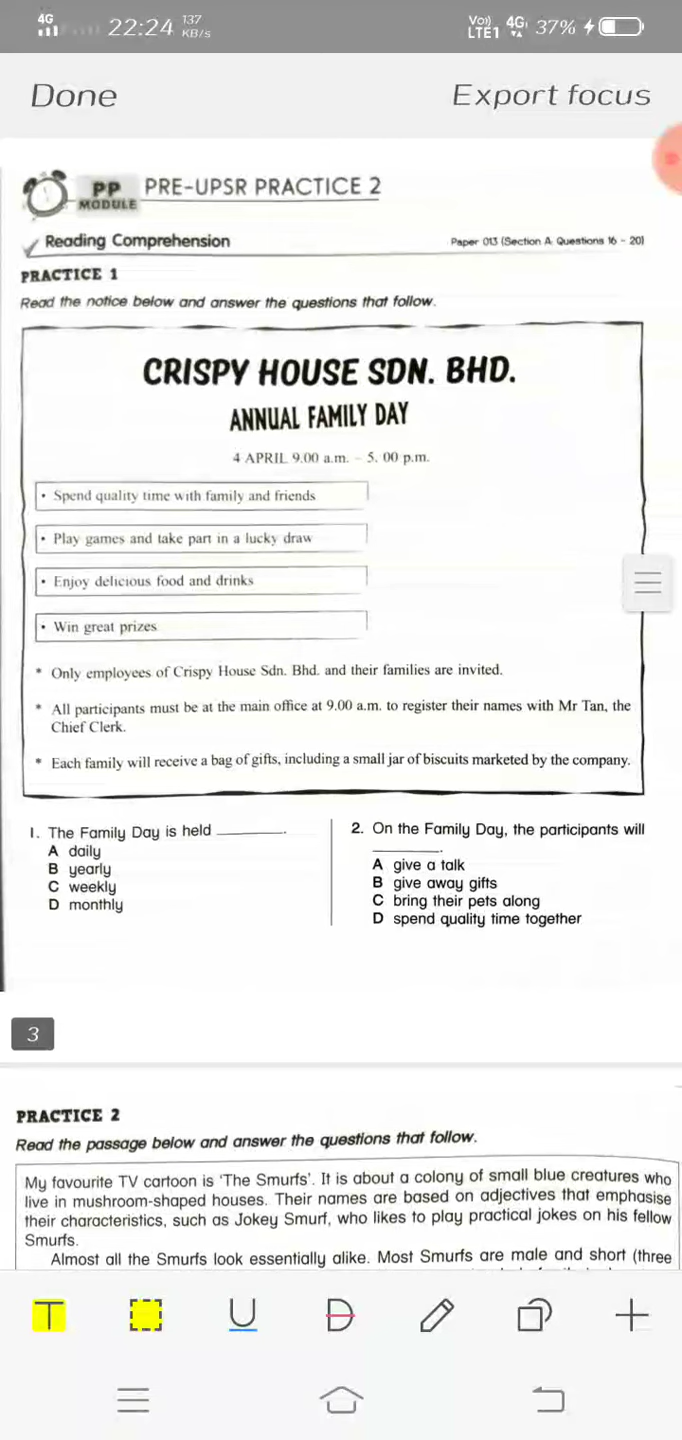 4G 22:24 137 KB/s Vo)) LTE1 4G 37%
Done Export focus
PP MODULE PRE-UPSR PRACTICE 2
Reading Comprehension Paper 013 (Section A: Questions 16 - 20)
PRACTICE 1
Read the notice below and answer the questions that follow.
CRISPY HOUSE SDN. BHD.
ANNUAL FAMILY DAY
4 APRIL 9.00 a.m. - 5. 00 p.m.
• Spend quality time with family and friends
• Play games and take part in a lucky draw
• Enjoy delicious food and drinks
• Win great prizes
* Only employees of Crispy House Sdn. Bhd. and their families are invited.
* All participants must be at the main office at 9.00 a.m. to register their names with Mr Tan, the
Chief Clerk.
* Each family will receive a bag of gifts, including a small jar of biscuits marketed by the company.
1. The Family Day is held ________.
A daily
B yearly
C weekly
D monthly
2. On the Family Day, the participants will
________.
A give a talk
B give away gifts
C bring their pets along
D spend quality time together
3
PRACTICE 2
Read the passage below and answer the questions that follow.
My favourite TV cartoon is 'The Smurfs'. It is about a colony of small blue creatures who
live in mushroom-shaped houses. Their names are based on adjectives that emphasise
their characteristics, such as Jokey Smurf, who likes to play practical jokes on his fellow
Smurfs.
Almost all the Smurfs look essentially alike. Most Smurfs are male and short (three
T U D